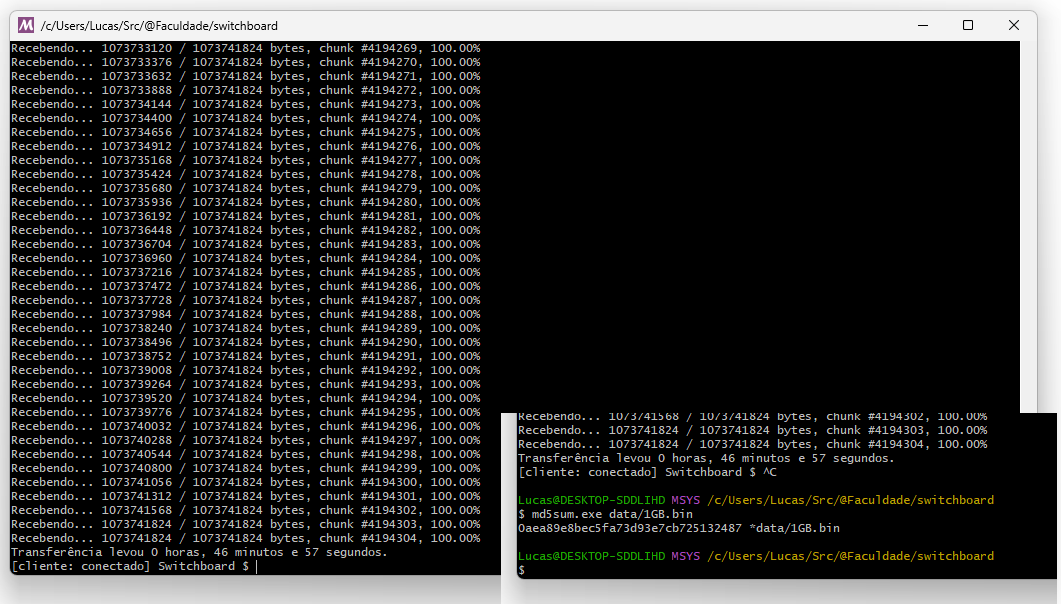 /c/Users/Lucas/Src/@Faculdade/switchboard
Recebendo... 1073733120 / 1073741824 bytes, chunk #4194269, 100.00%
Recebendo... 1073733376 / 1073741824 bytes, chunk #4194270, 100.00%
Recebendo... 1073733632 / 1073741824 bytes, chunk #4194271, 100.00%
Recebendo... 1073733888 / 1073741824 bytes, chunk #4194272, 100.00%
Recebendo... 1073734144 / 1073741824 bytes, chunk #4194273, 100.00%
Recebendo... 1073734400 / 1073741824 bytes, chunk #4194274, 100.00%
Recebendo... 1073734656 / 1073741824 bytes, chunk #4194275, 100.00%
Recebendo... 1073734912 / 1073741824 bytes, chunk #4194276, 100.00%
Recebendo... 1073735168 / 1073741824 bytes, chunk #4194277, 100.00%
Recebendo... 1073735424 / 1073741824 bytes, chunk #4194278, 100.00%
Recebendo... 1073735680 / 1073741824 bytes, chunk #4194279, 100.00%
Recebendo... 1073735936 / 1073741824 bytes, chunk #4194280, 100.00%
Recebendo... 1073736192 / 1073741824 bytes, chunk #4194281, 100.00%
Recebendo... 1073736448 / 1073741824 bytes, chunk #4194282, 100.00%
Recebendo... 1073736704 / 1073741824 bytes, chunk #4194283, 100.00%
Recebendo... 1073736960 / 1073741824 bytes, chunk #4194284, 100.00%
Recebendo... 1073737216 / 1073741824 bytes, chunk #4194285, 100.00%
Recebendo... 1073737472 / 1073741824 bytes, chunk #4194286, 100.00%
Recebendo... 1073737728 / 1073741824 bytes, chunk #4194287, 100.00%
Recebendo... 1073737984 / 1073741824 bytes, chunk #4194288, 100.00%
Recebendo... 1073738240 / 1073741824 bytes, chunk #4194289, 100.00%
Recebendo... 1073738496 / 1073741824 bytes, chunk #4194290, 100.00%
Recebendo... 1073738752 / 1073741824 bytes, chunk #4194291, 100.00%
Recebendo... 1073739008 / 1073741824 bytes, chunk #4194292, 100.00%
Recebendo... 1073739264 / 1073741824 bytes, chunk #4194293, 100.00%
Recebendo... 1073739520 / 1073741824 bytes, chunk #4194294, 100.00%
Recebendo... 1073739776 / 1073741824 bytes, chunk #4194295, 100.00%
Recebendo... 1073740032 / 1073741824 bytes, chunk #4194296, 100.00%
Recebendo... 1073740288 / 1073741824 bytes, chunk #4194297, 100.00%
Recebendo... 1073740544 / 1073741824 bytes, chunk #4194298, 100.00%
Recebendo... 1073740800 / 1073741824 bytes, chunk #4194299, 100.00%
Recebendo... 1073741056 / 1073741824 bytes, chunk #4194300, 100.00%
Recebendo... 1073741312 / 1073741824 bytes, chunk #4194301, 100.00%
Recebendo... 1073741568 / 1073741824 bytes, chunk #4194302, 100.00%
Recebendo... 1073741824 / 1073741824 bytes, chunk #4194303, 100.00%
Recebendo... 1073741824 / 1073741824 bytes, chunk #4194304, 100.00%
Transferência levou 0 horas, 46 minutos e 57 segundos.
[cliente: conectado] Switchboard $
Recebendo... 1073741568 / 1073741824 bytes, chunk #4194302, 100.00%
Recebendo... 1073741824 / 1073741824 bytes, chunk #4194303, 100.00%
Recebendo... 1073741824 / 1073741824 bytes, chunk #4194304, 100.00%
Transferência levou 0 horas, 46 minutos e 57 segundos.
[cliente: conectado] Switchboard $ ^C
Lucas@DESKTOP-SDDLIHD MSYS /c/Users/Lucas/Src/@Faculdade/switchboard
$ md5sum.exe data/1GB.bin
0aea89e8bec5fa73d93e7cb725132487 *data/1GB.bin
Lucas@DESKTOP-SDDLIHD MSYS /c/Users/Lucas/Src/@Faculdade/switchboard
$